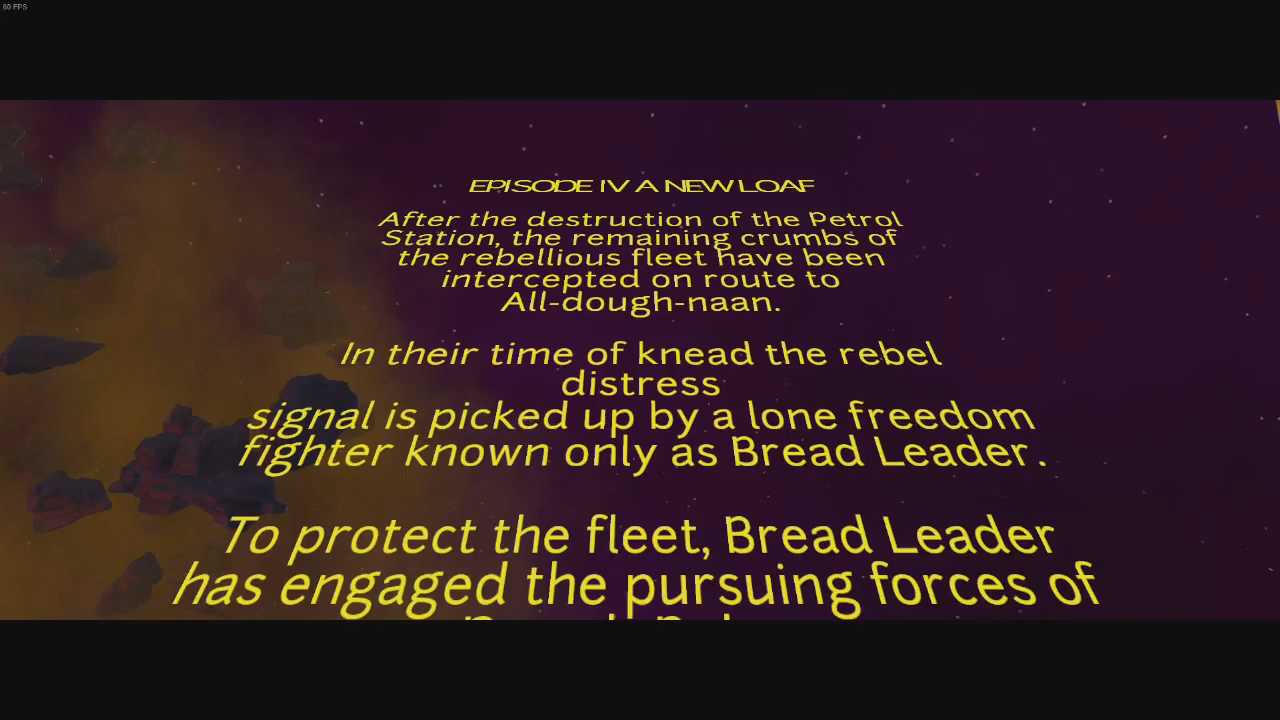 60 FPS
EPISODE IV A NEW LOAF
After the destruction of the Petrol
Station, the remaining crumbs of
the rebellious fleet have been
intercepted on route to
All-dough-naan.
In their time of knead the rebel
distress
signal is picked up by a lone freedom
fighter known only as Bread Leader.
To protect the fleet, Bread Leader
has engaged the pursuing forces of